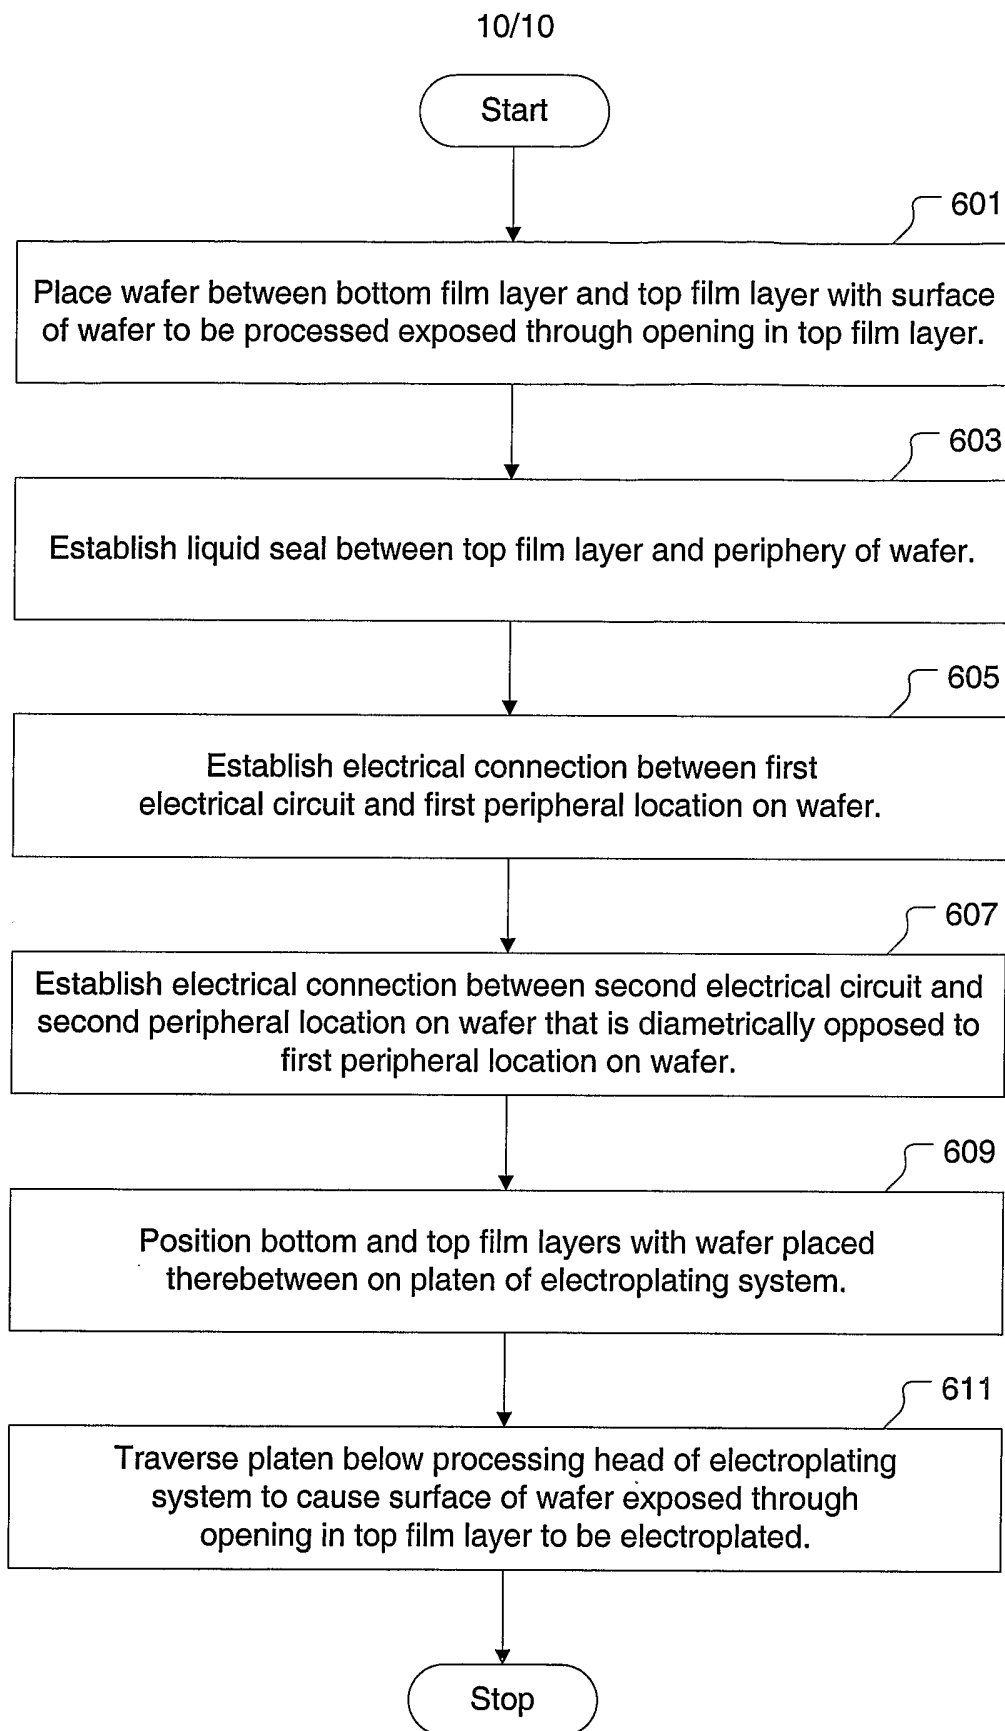 10/10
Start
601
Place wafer between bottom film layer and top film layer with surface
of wafer to be processed exposed through opening in top film layer.
603
Establish liquid seal between top film layer and periphery of wafer.
605
Establish electrical connection between first
electrical circuit and first peripheral location on wafer.
607
Establish electrical connection between second electrical circuit and
second peripheral location on wafer that is diametrically opposed to
first peripheral location on wafer.
609
Position bottom and top film layers with wafer placed
therebetween on platen of electroplating system.
611
Traverse platen below processing head of electroplating
system to cause surface of wafer exposed through
opening in top film layer to be electroplated.
Stop